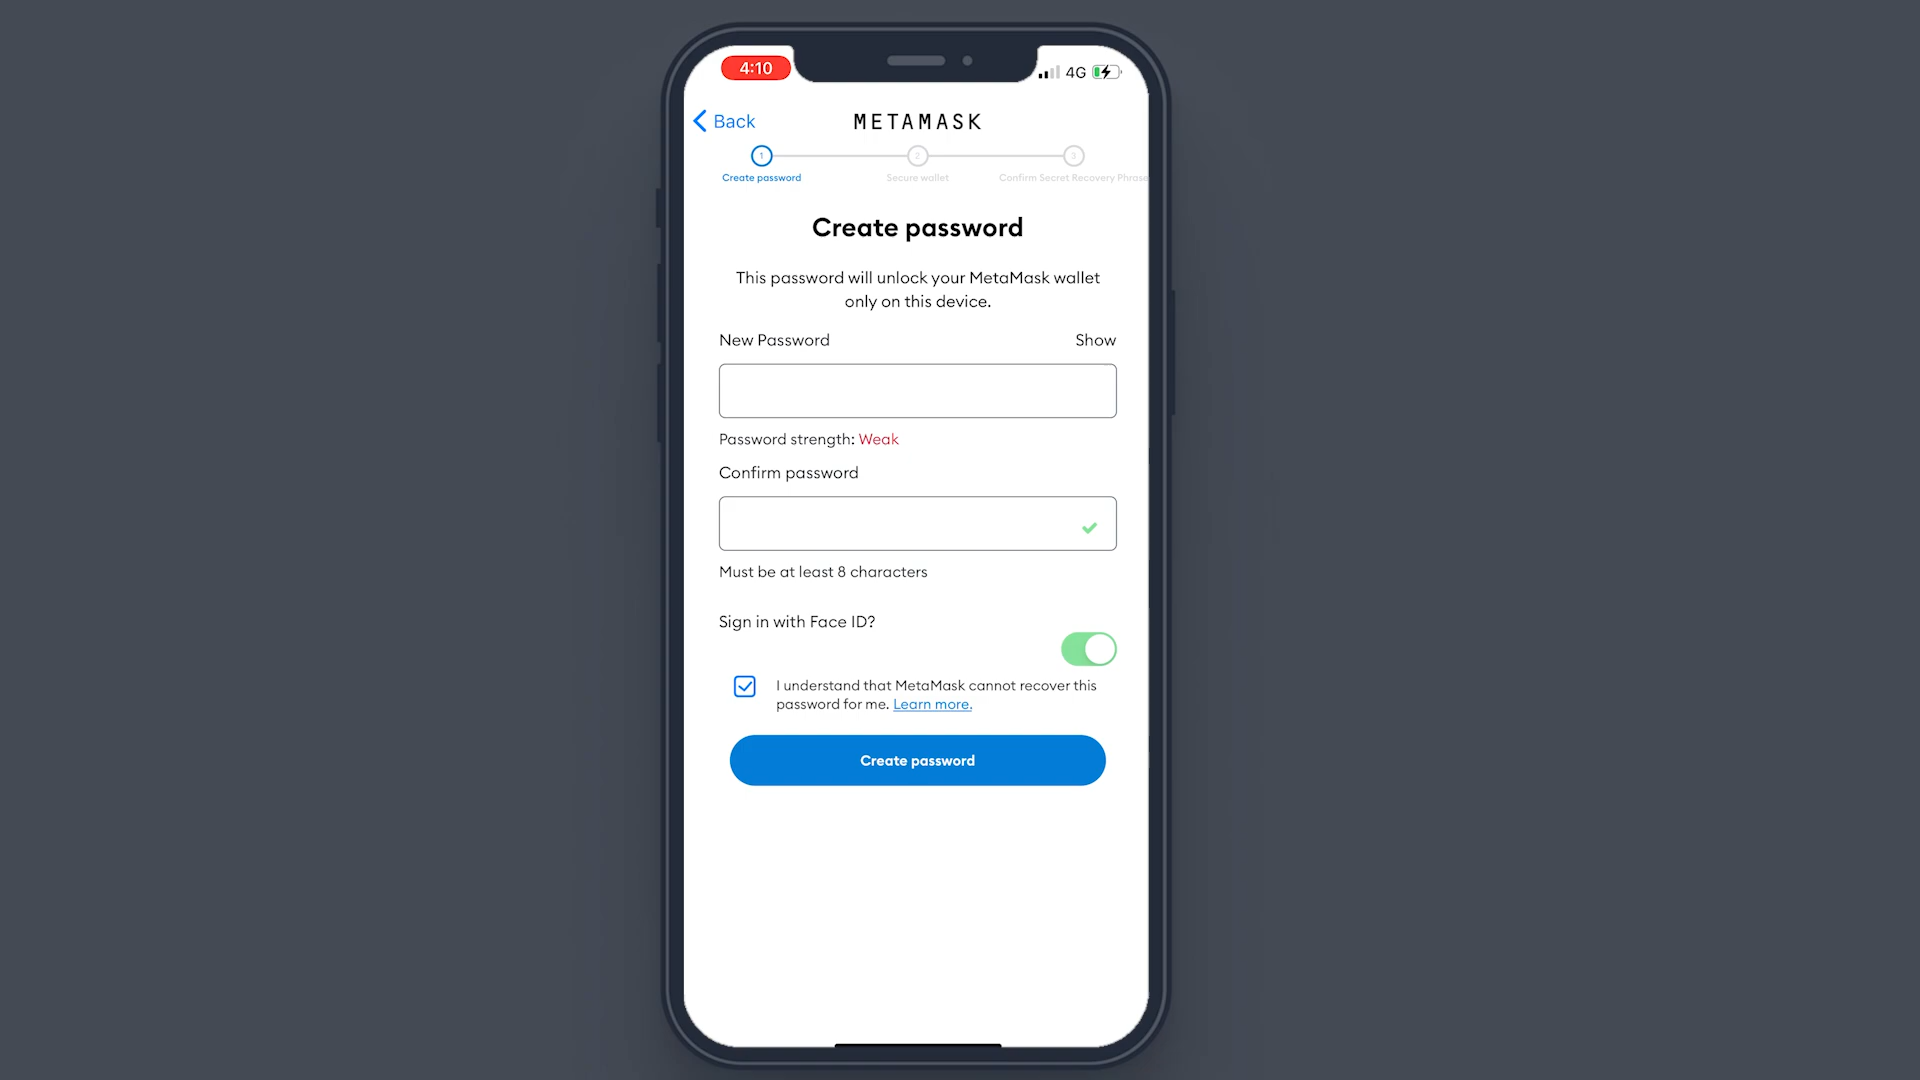 4:10
4G
Back
METAMASK
1
2
3
Create password
Secure wallet
Confirm Secret Recovery Phrase
Create password
This password will unlock your MetaMask wallet
only on this device.
New Password
Show
Password strength: Weak
Confirm password
Must be at least 8 characters
Sign in with Face ID?
I understand that MetaMask cannot recover this
password for me. Learn more.
Create password